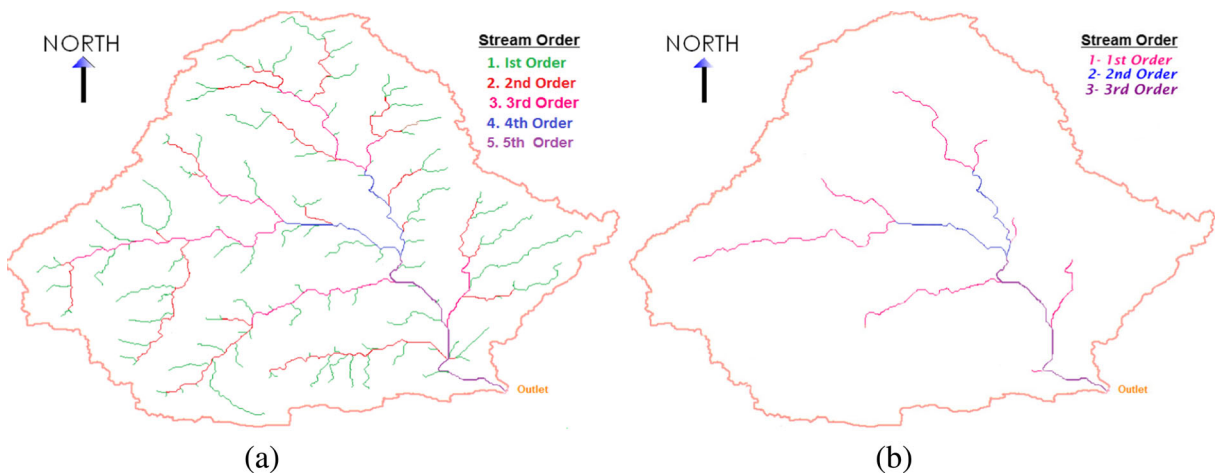 NORTH
Stream Order
1. Ist Order
2. 2nd Order
3. 3rd Order
4. 4th Order
5. 5th Order
Outlet
(a)
NORTH
Stream Order
1- 1st Order
2- 2nd Order
3- 3rd Order
Outlet
(b)